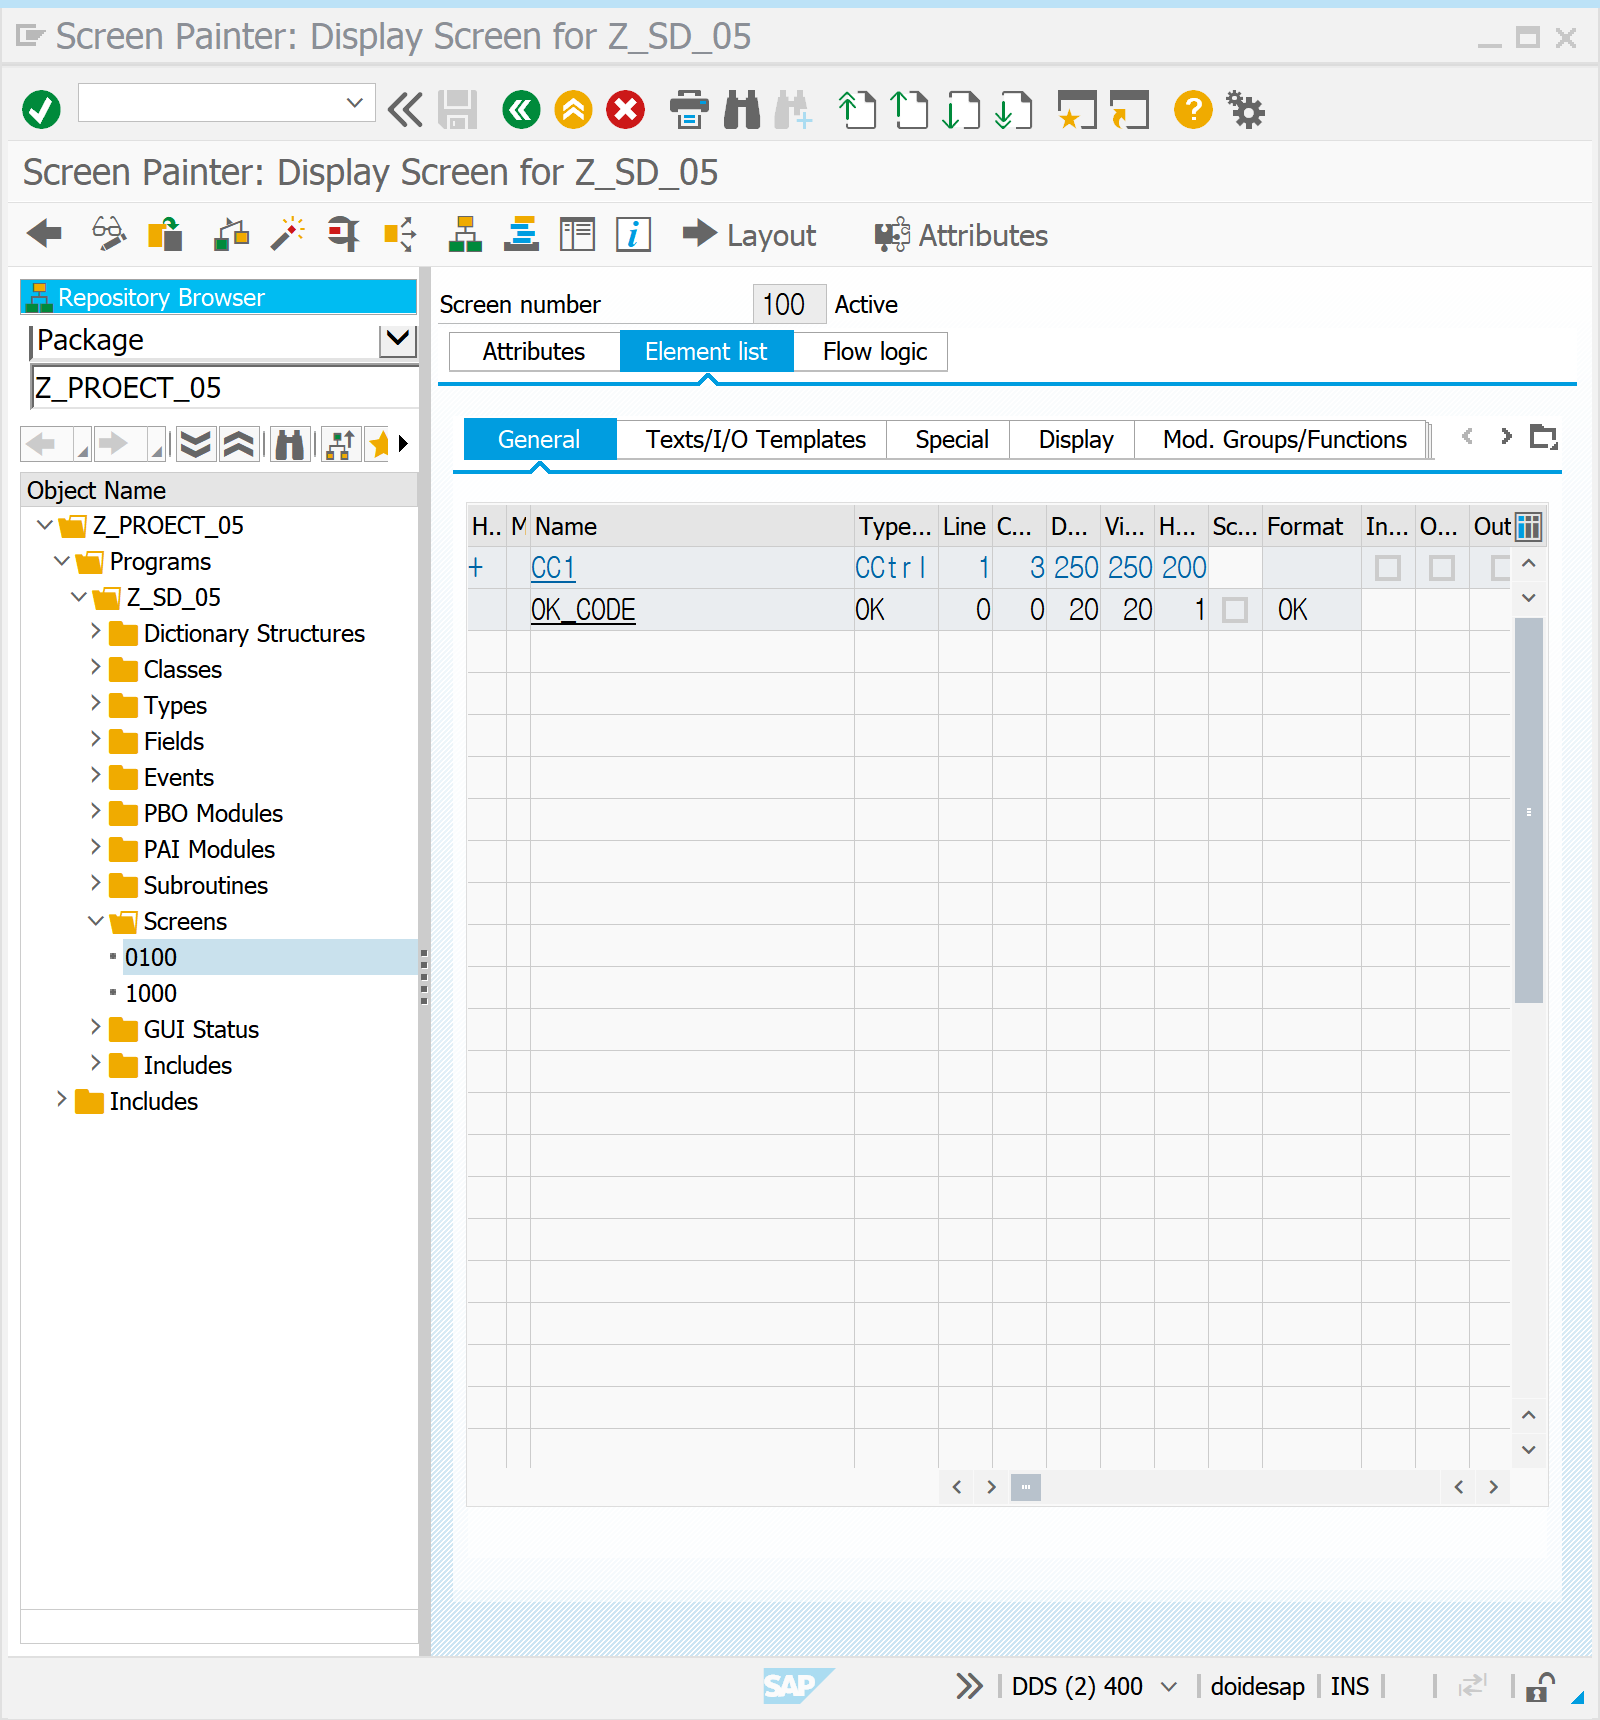 Screen Painter: Display Screen for Z_SD_05
Screen Painter: Display Screen for Z_SD_05
Layout
Attributes
Repository Browser
Package
Z_PROECT_05
Object Name
Z_PROECT_05
Programs
Z_SD_05
Dictionary Structures
Classes
Types
Fields
Events
PBO Modules
PAI Modules
Subroutines
Screens
0100
1000
GUI Status
Includes
Includes
Screen number 100 Active
Attributes Element list Flow logic
General Texts/I/O Templates Special Display Mod. Groups/Functions
H.. M Name Type... Line C... D... Vi... H... Sc... Format In... O... Out
+ CC1 CCtrl 1 3 250 250 200
OK_CODE OK 0 0 20 20 1 OK
SAP
DDS (2) 400 doidesap INS